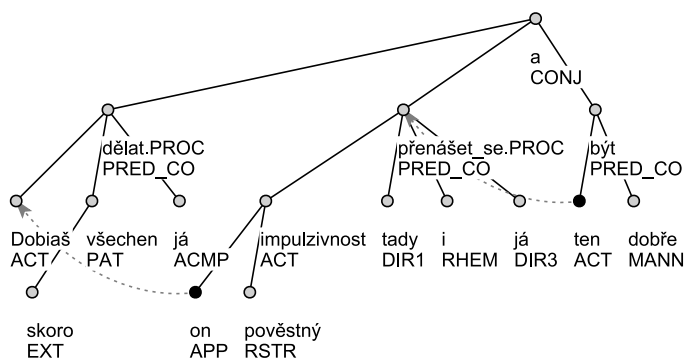 a
CONJ
dělat.PROC
PRED_CO
přenášet_se.PROC
PRED_CO
být
PRED_CO
Dobiaš
ACT
všechen
PAT
já
ACMP
impulzivnost
ACT
tady
DIR1
i
RHEM
já
DIR3
ten
ACT
dobře
MANN
skoro
EXT
on
APP
pověstný
RSTR